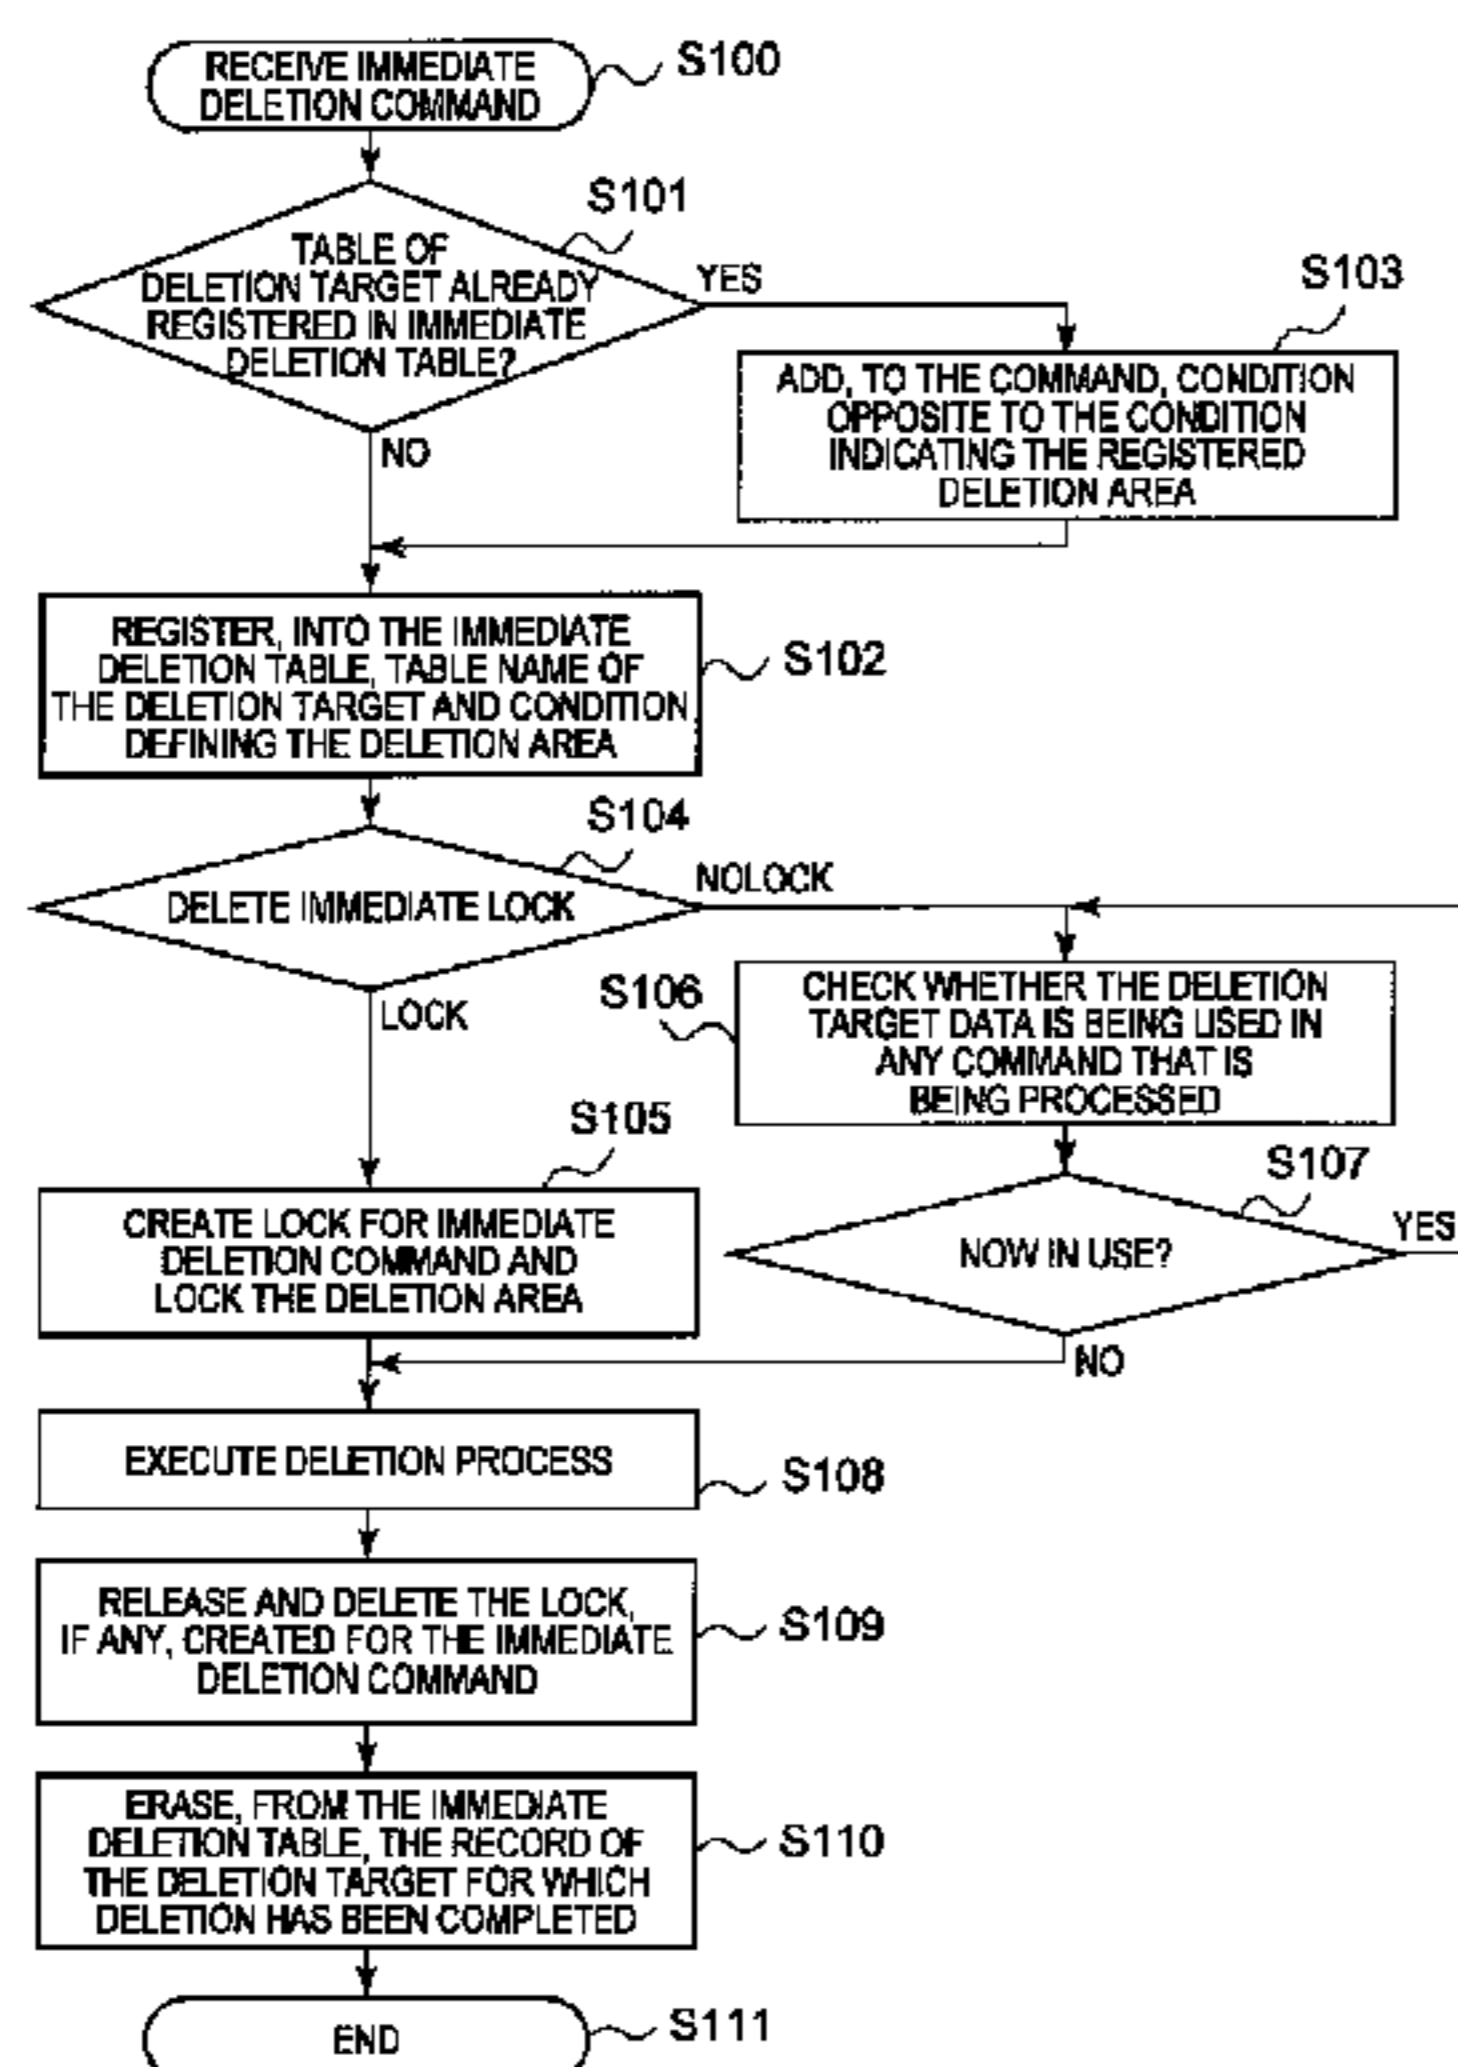 RECEIVE IMMEDIATE
DELETION COMMAND
S100
S101
TABLE OF
DELETION TARGET ALREADY
REGISTERED IN IMMEDIATE
DELETION TABLE?
YES
NO
S103
ADD, TO THE COMMAND, CONDITION
OPPOSITE TO THE CONDITION
INDICATING THE REGISTERED
DELETION AREA
REGISTER, INTO THE IMMEDIATE
DELETION TABLE, TABLE NAME OF
THE DELETION TARGET AND CONDITION
DEFINING THE DELETION AREA
S102
S104
DELETE IMMEDIATE LOCK
NOLOCK
LOCK
S106
CHECK WHETHER THE DELETION
TARGET DATA IS BEING USED IN
ANY COMMAND THAT IS
BEING PROCESSED
S105
CREATE LOCK FOR IMMEDIATE
DELETION COMMAND AND
LOCK THE DELETION AREA
S107
NOW IN USE?
YES
NO
EXECUTE DELETION PROCESS
S108
RELEASE AND DELETE THE LOCK,
IF ANY, CREATED FOR THE IMMEDIATE
DELETION COMMAND
S109
ERASE, FROM THE IMMEDIATE
DELETION TABLE, THE RECORD OF
THE DELETION TARGET FOR WHICH
DELETION HAS BEEN COMPLETED
S110
END
S111